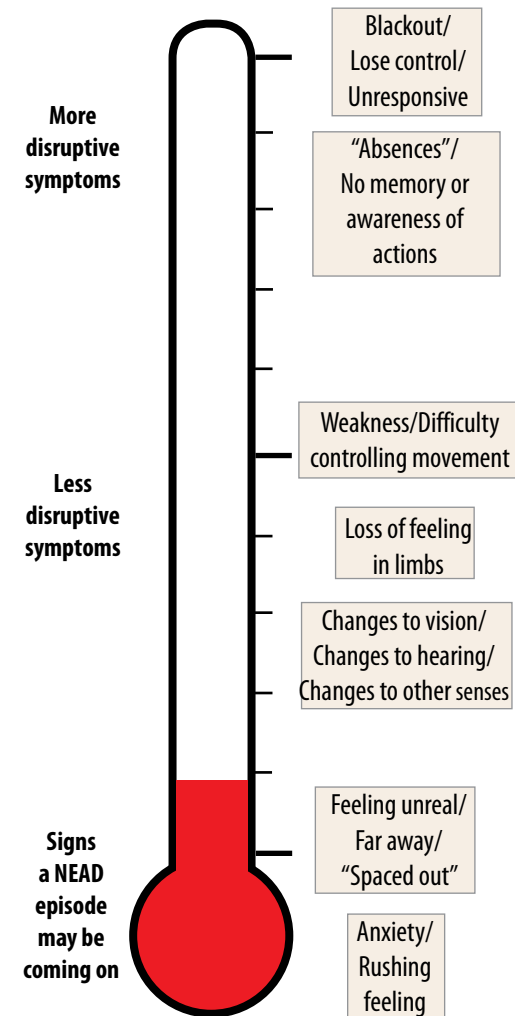 Blackout/
Lose control/
Unresponsive
More
disruptive
symptoms
“Absences”/
No memory or
awareness of
actions
Weakness/Difficulty
controlling movement
Less
disruptive
symptoms
Loss of feeling
in limbs
Changes to vision/
Changes to hearing/
Changes to other senses
Feeling unreal/
Far away/
“Spaced out”
Signs
a NEAD
episode
may be
coming on
Anxiety/
Rushing
feeling